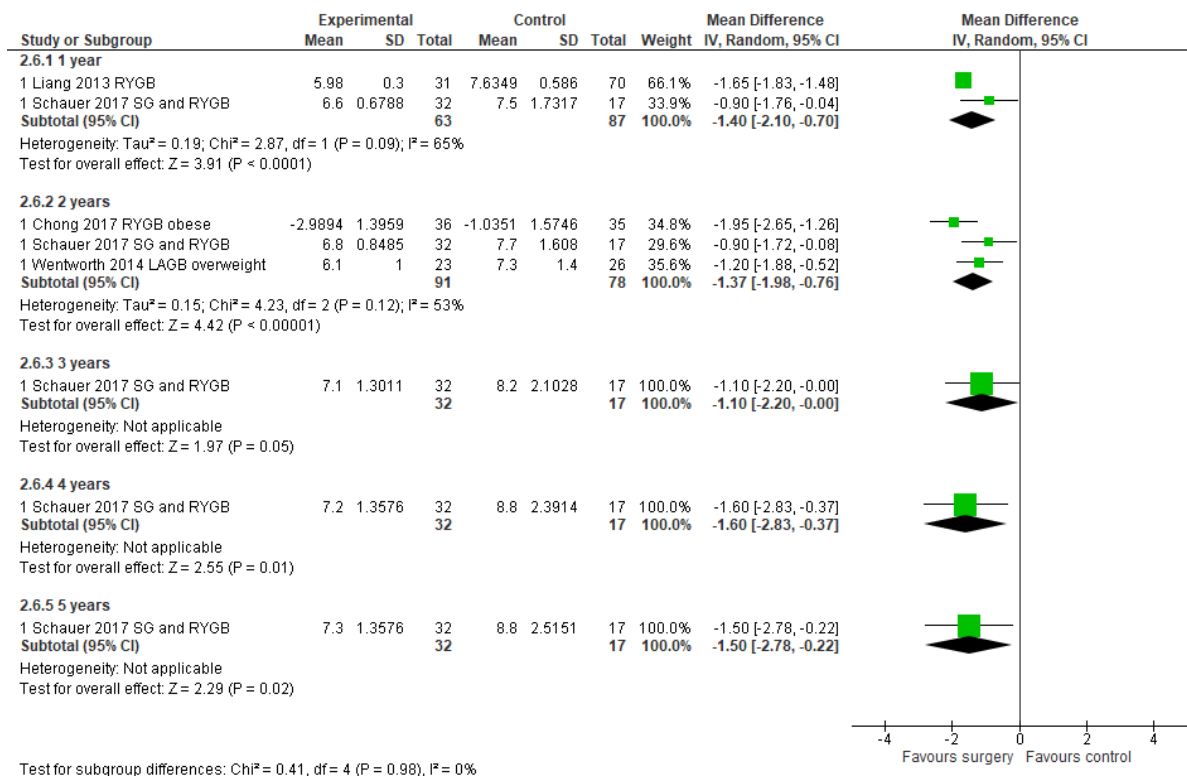 Experimental Control Mean Difference Mean Difference
Study or Subgroup Mean SD Total Mean SD Total Weight IV, Random, 95% CI IV, Random, 95% CI
2.6.1 1 year
1 Liang 2013 RYGB 5.98 0.3 31 7.6349 0.586 70 66.1% -1.65 [-1.83, -1.48]
1 Schauer 2017 SG and RYGB 6.6 0.6788 32 7.5 1.7317 17 33.9% -0.90 [-1.76, -0.04]
Subtotal (95% CI) 63 87 100.0% -1.40 [-2.10, -0.70]
Heterogeneity: Tau² = 0.19; Chi² = 2.87, df = 1 (P = 0.09); I² = 65%
Test for overall effect: Z = 3.91 (P < 0.0001)
2.6.2 2 years
1 Chong 2017 RYGB obese -2.9894 1.3959 36 -1.0351 1.5746 35 34.8% -1.95 [-2.65, -1.26]
1 Schauer 2017 SG and RYGB 6.8 0.8485 32 7.7 1.608 17 29.6% -0.90 [-1.72, -0.08]
1 Wentworth 2014 LAGB overweight 6.1 1 23 7.3 1.4 26 35.6% -1.20 [-1.88, -0.52]
Subtotal (95% CI) 91 78 100.0% -1.37 [-1.98, -0.76]
Heterogeneity: Tau² = 0.15; Chi² = 4.23, df = 2 (P = 0.12); I² = 53%
Test for overall effect: Z = 4.42 (P < 0.00001)
2.6.3 3 years
1 Schauer 2017 SG and RYGB 7.1 1.3011 32 8.2 2.1028 17 100.0% -1.10 [-2.20, -0.00]
Subtotal (95% CI) 32 17 100.0% -1.10 [-2.20, -0.00]
Heterogeneity: Not applicable
Test for overall effect: Z = 1.97 (P = 0.05)
2.6.4 4 years
1 Schauer 2017 SG and RYGB 7.2 1.3576 32 8.8 2.3914 17 100.0% -1.60 [-2.83, -0.37]
Subtotal (95% CI) 32 17 100.0% -1.60 [-2.83, -0.37]
Heterogeneity: Not applicable
Test for overall effect: Z = 2.55 (P = 0.01)
2.6.5 5 years
1 Schauer 2017 SG and RYGB 7.3 1.3576 32 8.8 2.5151 17 100.0% -1.50 [-2.78, -0.22]
Subtotal (95% CI) 32 17 100.0% -1.50 [-2.78, -0.22]
Heterogeneity: Not applicable
Test for overall effect: Z = 2.29 (P = 0.02)
-4 -2 0 2 4
Favours surgery Favours control
Test for subgroup differences: Chi² = 0.41, df = 4 (P = 0.98), I² = 0%